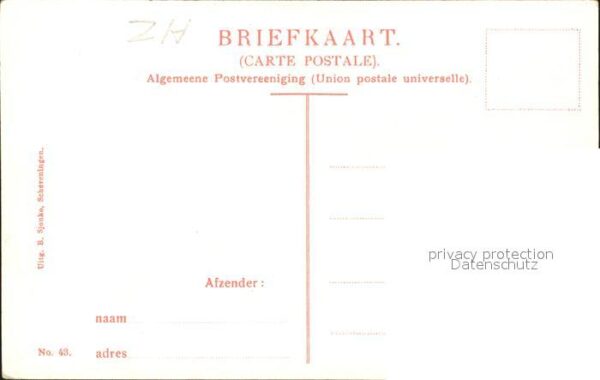 ZH
BRIEFKAART.
(CARTE POSTALE).
Algemeene Postvereeniging (Union postale universelle).
Uitg. B. Sjouke, Scheveningen.
privacy protection
Datenschutz
Afzender:
naam
No. 43. adres